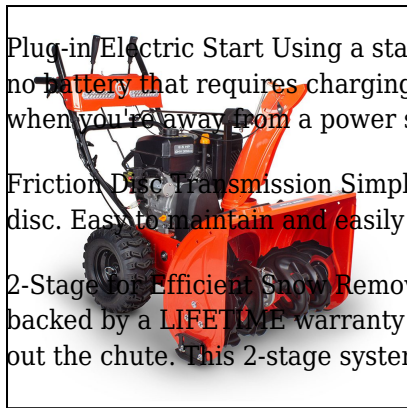 Plug-in Electric Start Using a sta
no battery that requires charging
when you're away from a power s
Friction Disc Transmission Simpl
disc. Easy to maintain and easily
2-Stage for Efficient Snow Remov
backed by a LIFETIME warranty
out the chute. This 2-stage system